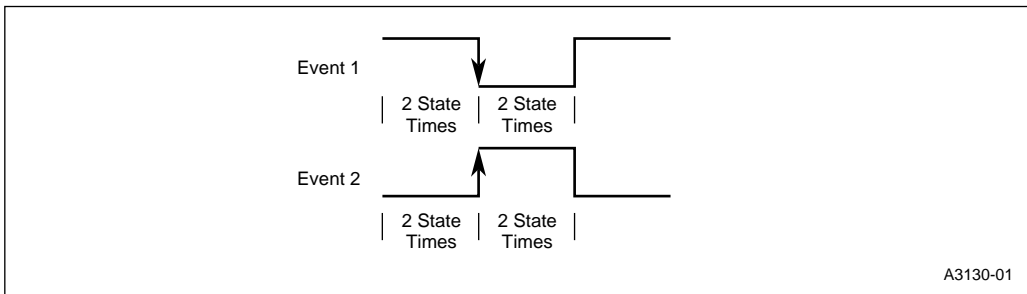 Event 1
2 State 2 State
Times Times
Event 2
2 State 2 State
Times Times
A3130-01